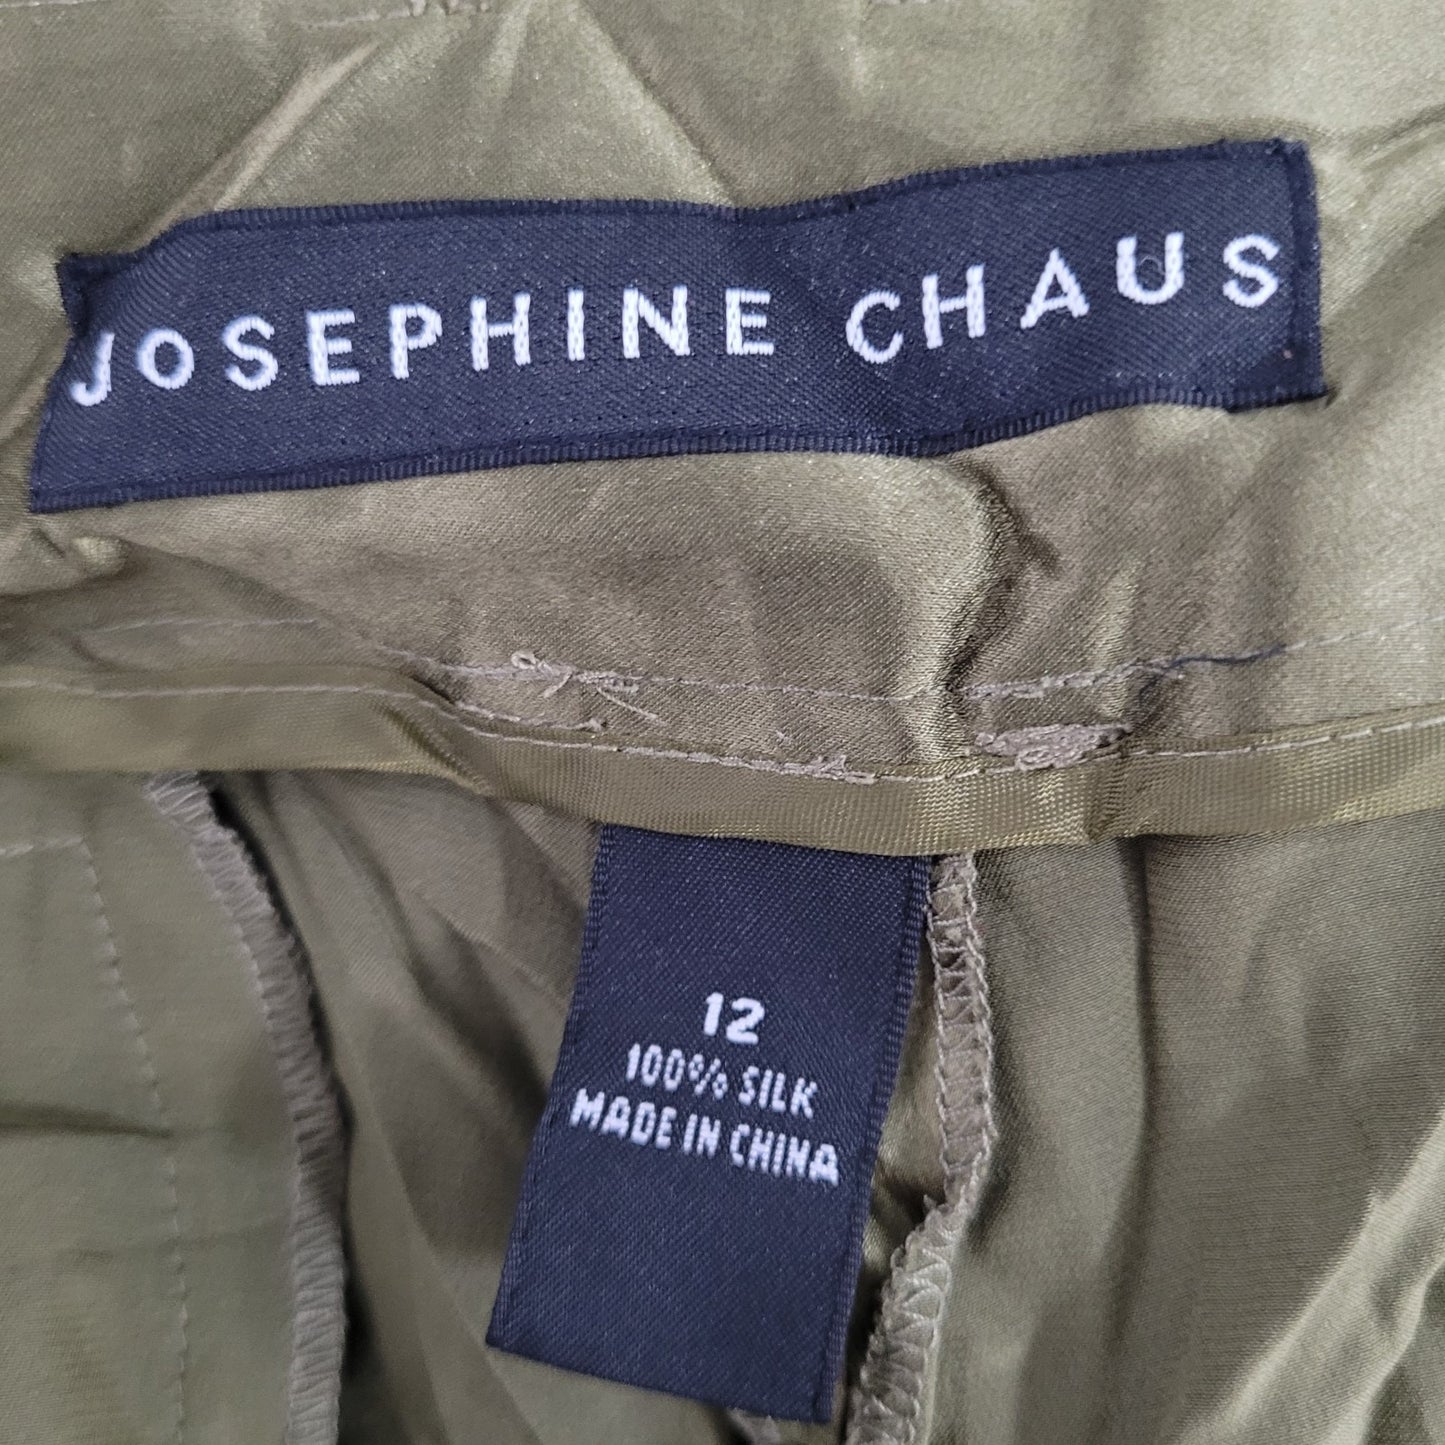 JOSEPHINE CHAUS
12
100% SILK
MADE IN CHINA